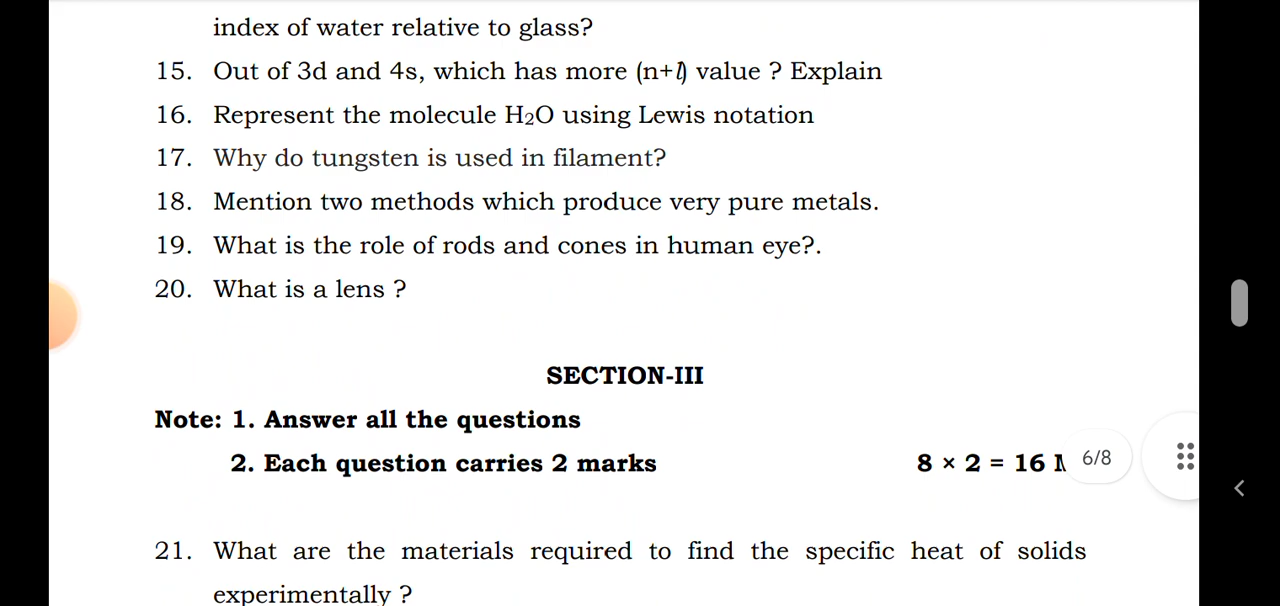 index of water relative to glass?
15. Out of 3d and 4s, which has more (n+l) value ? Explain
16. Represent the molecule H₂O using Lewis notation
17. Why do tungsten is used in filament?
18. Mention two methods which produce very pure metals.
19. What is the role of rods and cones in human eye?.
20. What is a lens ?
SECTION-III
Note: 1. Answer all the questions
2. Each question carries 2 marks 8 × 2 = 16
6/8
21. What are the materials required to find the specific heat of solids
experimentally ?